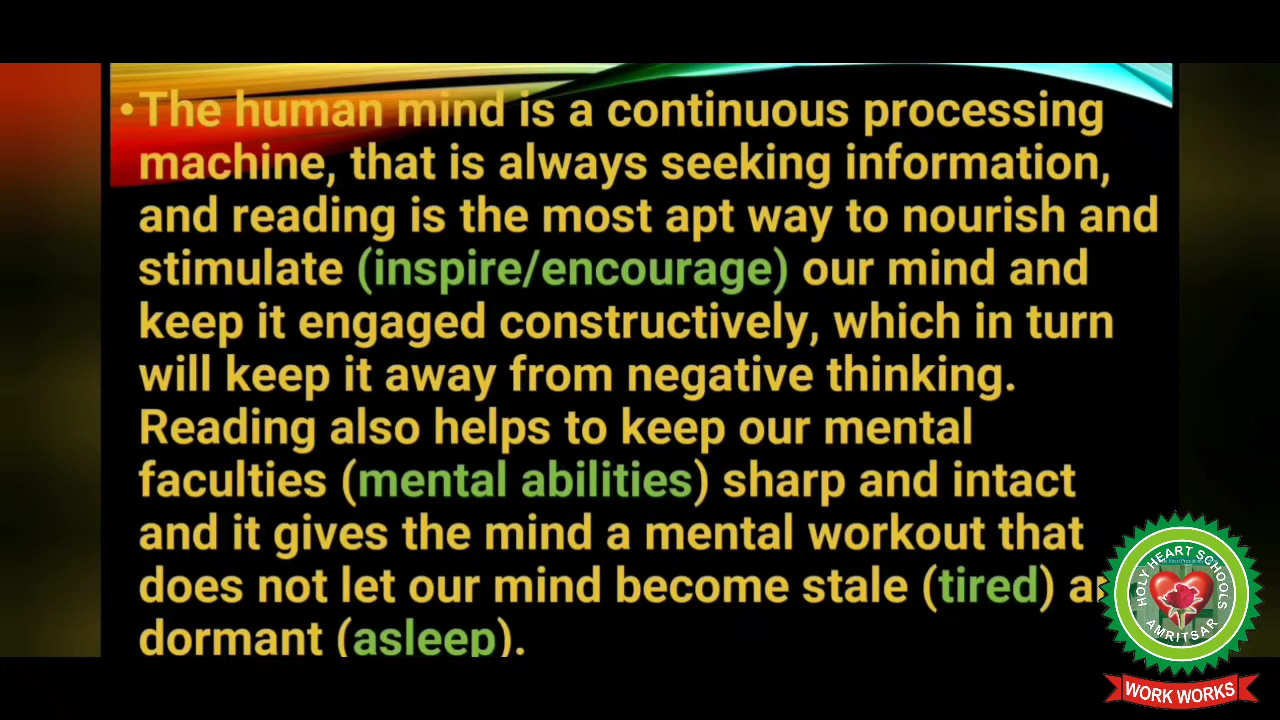 •The human mind is a continuous processing
machine, that is always seeking information,
and reading is the most apt way to nourish and
stimulate (inspire/encourage) our mind and
keep it engaged constructively, which in turn
will keep it away from negative thinking.
Reading also helps to keep our mental
faculties (mental abilities) sharp and intact
and it gives the mind a mental workout that
does not let our mind become stale (tired)
dormant (asleep).
HOLY HEART SCHOOLS
AMRITSAR
WORK WORKS